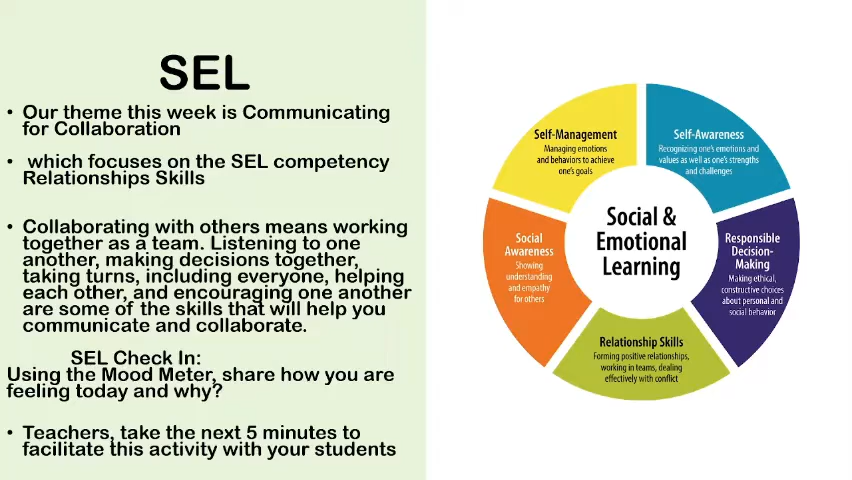 SEL
• Our theme this week is Communicating
for Collaboration
• which focuses on the SEL competency
Relationships Skills
• Collaborating with others means working
together as a team. Listening to one
another, making decisions together,
taking turns, including everyone, helping
each other, and encouraging one another
are some of the skills that will help you
communicate and collaborate.
SEL Check In:
Using the Mood Meter, share how you are
feeling today and why?
• Teachers, take the next 5 minutes to
facilitate this activity with your students
Self-Management
Managing emotions
and behaviors to achieve
one's goals
Self-Awareness
Recognizing one's emotions and
values as well as one's strengths
and challenges
Social
Awareness
Showing
understanding
and empathy
for others
Social &
Emotional
Learning
Responsible
Decision-
Making
Making ethical,
constructive choices
about personal and
social behavior
Relationship Skills
Forming positive relationships,
working in teams, dealing
effectively with conflict